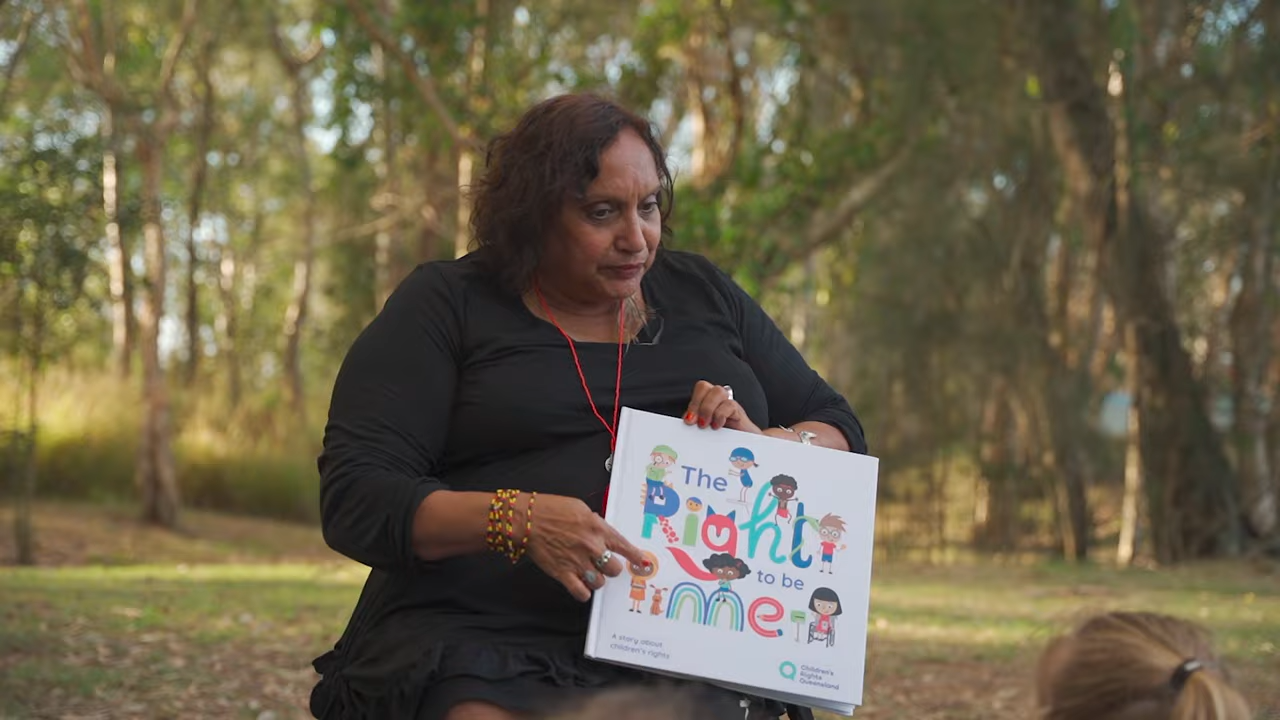 The
Right
to be
me
A story about
children's rights
Children's
Rights
Queensland